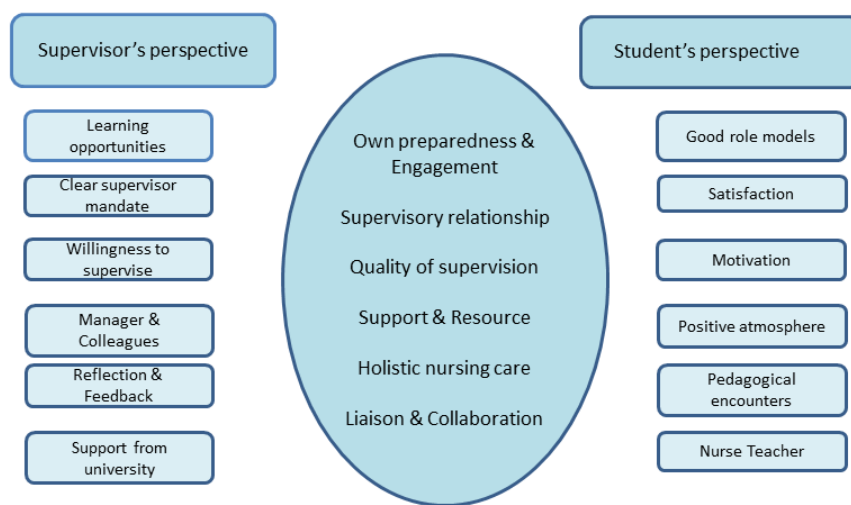 Supervisor’s perspective
Learning
opportunities
Clear supervisor
mandate
Willingness to
supervise
Manager &
Colleagues
Reflection &
Feedback
Support from
university
Own preparedness &
Engagement
Supervisory relationship
Quality of supervision
Support & Resource
Holistic nursing care
Liaison & Collaboration
Student’s perspective
Good role models
Satisfaction
Motivation
Positive atmosphere
Pedagogical
encounters
Nurse Teacher